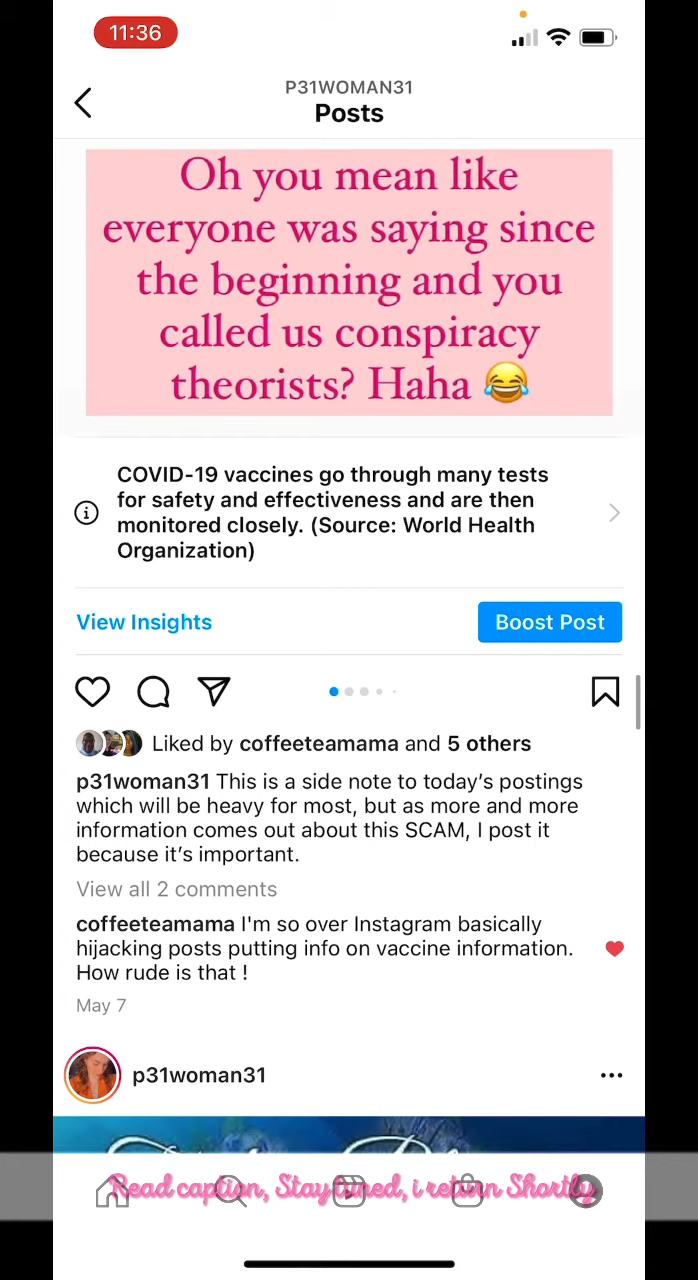 11:36
P31WOMAN31
Posts
Oh you mean like
everyone was saying since
the beginning and you
called us conspiracy
theorists? Haha 😂
COVID-19 vaccines go through many tests
for safety and effectiveness and are then
monitored closely. (Source: World Health
Organization)
View Insights
Boost Post
Liked by coffeeteamama and 5 others
p31woman31 This is a side note to today's postings
which will be heavy for most, but as more and more
information comes out about this SCAM, I post it
because it's important.
View all 2 comments
coffeeteamama I'm so over Instagram basically
hijacking posts putting info on vaccine information.
How rude is that !
May 7
p31woman31
Read caption, Stay tuned, i return Shortly